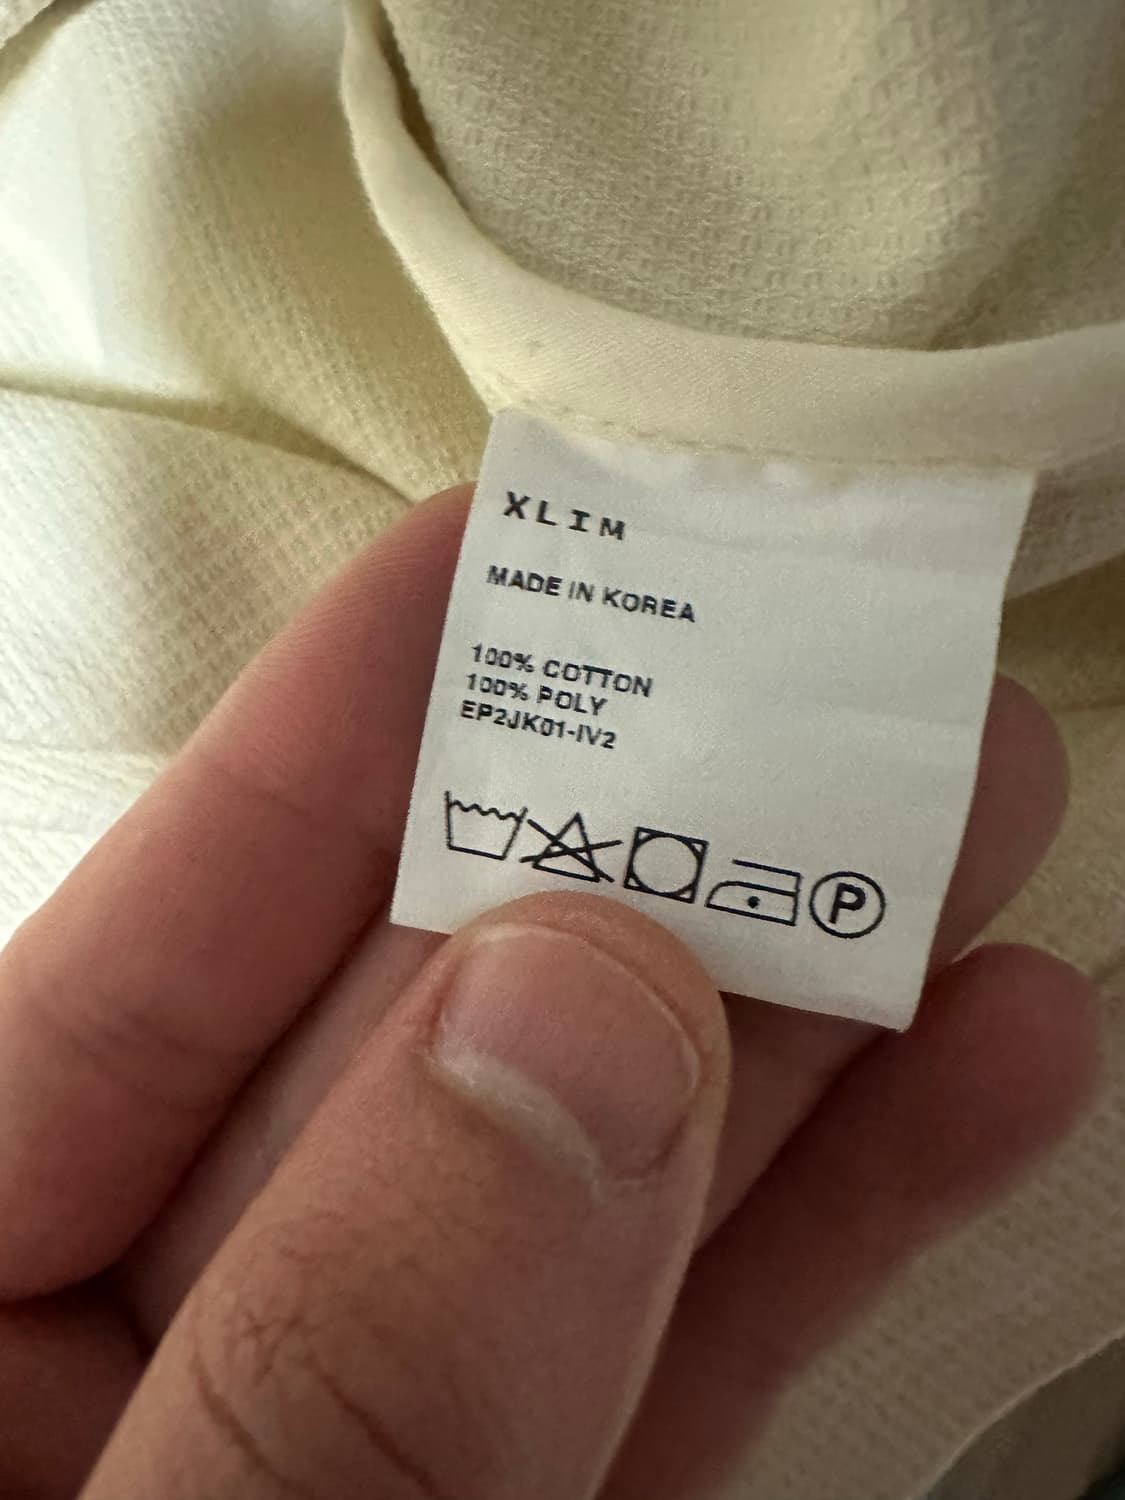 XLIM
MADE IN KOREA
100% COTTON
100% POLY
EP2JK01-IV2
P